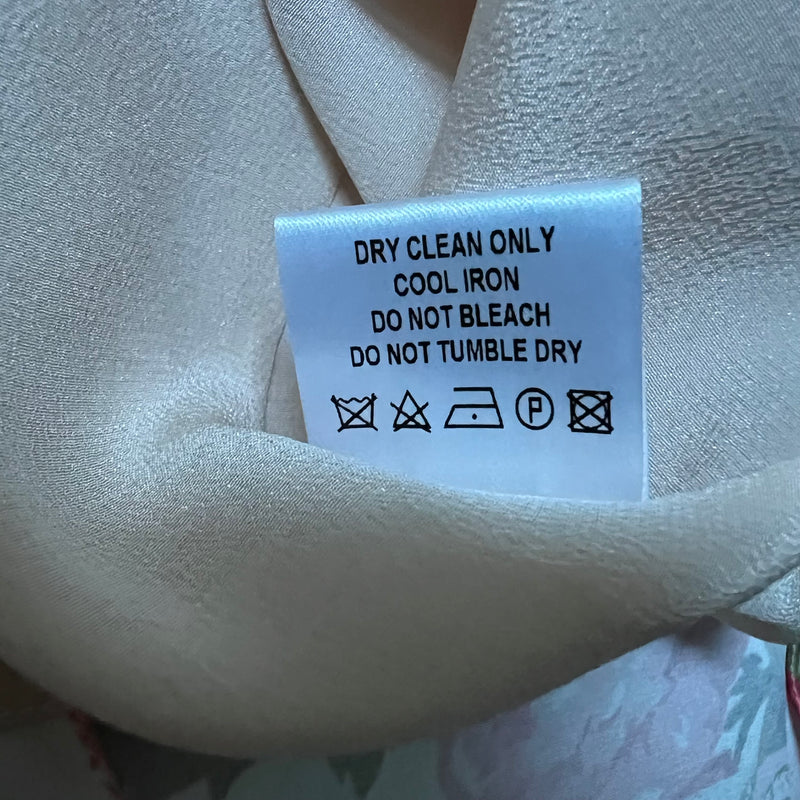 DRY CLEAN ONLY
COOL IRON
DO NOT BLEACH
DO NOT TUMBLE DRY
P